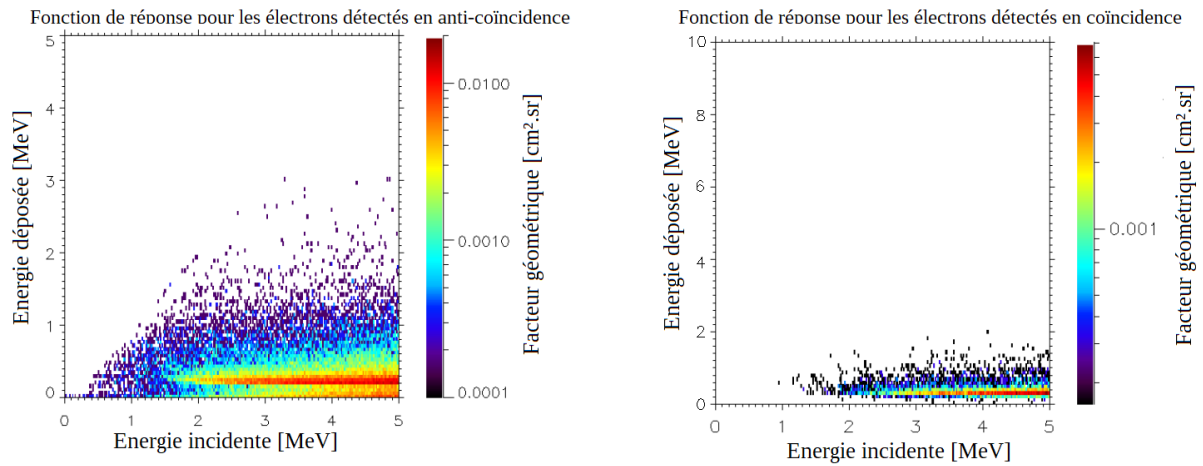 Fonction de réponse pour les électrons détectés en anti-coïncidence
5
4
3
2
1
0
0 1 2 3 4 5
Energie déposée [MeV]
Energie incidente [MeV]
0.0100
0.0010
0.0001
Facteur géométrique [cm².sr]
Fonction de réponse pour les électrons détectés en coïncidence
10
8
6
4
2
0
0 1 2 3 4 5
Energie déposée [MeV]
Energie incidente [MeV]
0.001
Facteur géométrique [cm².sr]